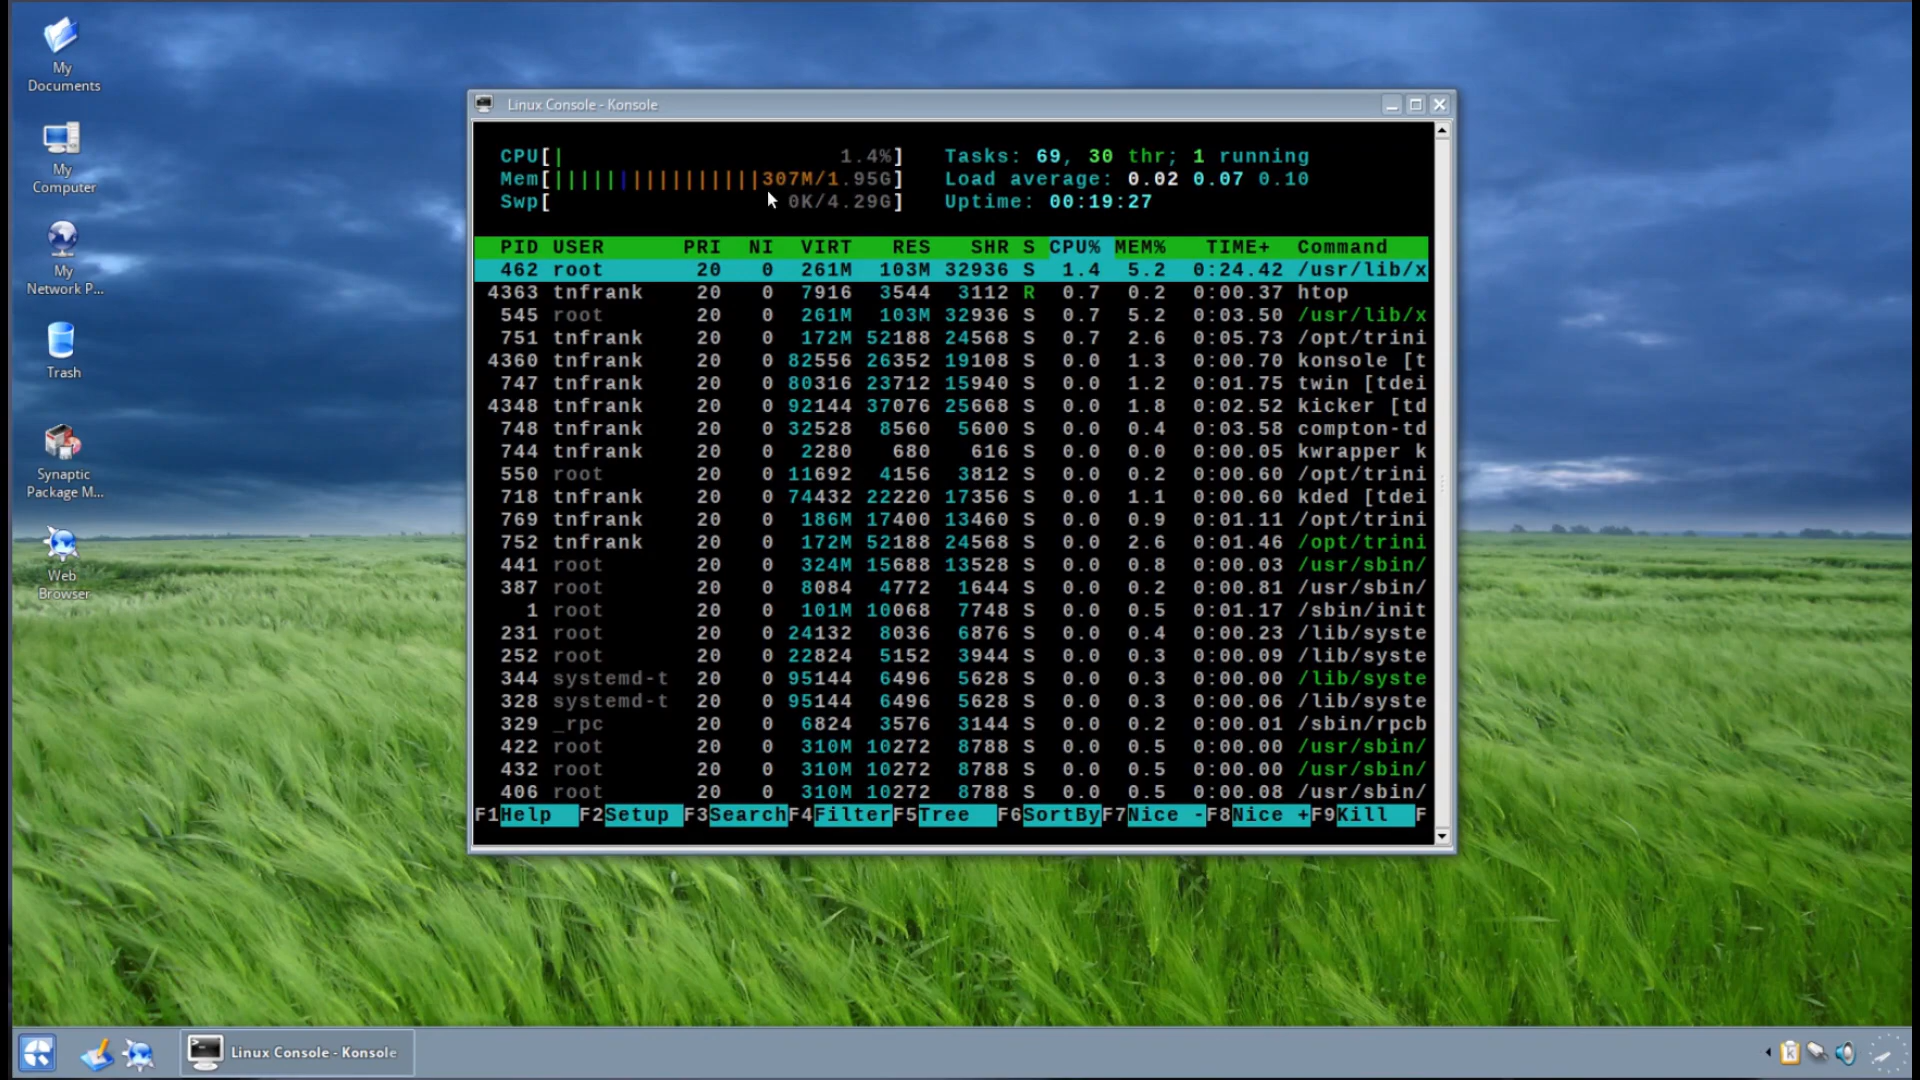 My
Documents
My
Computer
My
Network P...
Trash
Synaptic
Package M...
Web
Browser
Linux Console - Konsole
CPU[| 1.4%] Tasks: 69, 30 thr; 1 running
Mem[||||||||||||||||307M/1.95G] Load average: 0.02 0.07 0.10
Swp[ 0K/4.29G] Uptime: 00:19:27
PID USER PRI NI VIRT RES SHR S CPU% MEM% TIME+ Command
462 root 20 0 261M 103M 32936 S 1.4 5.2 0:24.42 /usr/lib/x
4363 tnfrank 20 0 7916 3544 3112 R 0.7 0.2 0:00.37 htop
545 root 20 0 261M 103M 32936 S 0.7 5.2 0:03.50 /usr/lib/x
751 tnfrank 20 0 172M 52188 24568 S 0.7 2.6 0:05.73 /opt/trini
4360 tnfrank 20 0 82556 26352 19108 S 0.0 1.3 0:00.70 konsole [t
747 tnfrank 20 0 80316 23712 15940 S 0.0 1.2 0:01.75 twin [tdei
4348 tnfrank 20 0 92144 37076 25668 S 0.0 1.8 0:02.52 kicker [td
748 tnfrank 20 0 32528 8560 5600 S 0.0 0.4 0:03.58 compton-td
744 tnfrank 20 0 2280 680 616 S 0.0 0.0 0:00.05 kwrapper k
550 root 20 0 11692 4156 3812 S 0.0 0.2 0:00.60 /opt/trini
718 tnfrank 20 0 74432 22220 17356 S 0.0 1.1 0:00.60 kded [tdei
769 tnfrank 20 0 186M 17400 13460 S 0.0 0.9 0:01.11 /opt/trini
752 tnfrank 20 0 172M 52188 24568 S 0.0 2.6 0:01.46 /opt/trini
441 root 20 0 324M 15688 13528 S 0.0 0.8 0:00.03 /usr/sbin/
387 root 20 0 8084 4772 1644 S 0.0 0.2 0:00.81 /usr/sbin/
1 root 20 0 101M 10068 7748 S 0.0 0.5 0:01.17 /sbin/init
231 root 20 0 24132 8036 6876 S 0.0 0.4 0:00.23 /lib/syste
252 root 20 0 22824 5152 3944 S 0.0 0.3 0:00.09 /lib/syste
344 systemd-t 20 0 95144 6496 5628 S 0.0 0.3 0:00.00 /lib/syste
328 systemd-t 20 0 95144 6496 5628 S 0.0 0.3 0:00.06 /lib/syste
329 _rpc 20 0 6824 3576 3144 S 0.0 0.2 0:00.01 /sbin/rpcb
422 root 20 0 310M 10272 8788 S 0.0 0.5 0:00.00 /usr/sbin/
432 root 20 0 310M 10272 8788 S 0.0 0.5 0:00.00 /usr/sbin/
406 root 20 0 310M 10272 8788 S 0.0 0.5 0:00.08 /usr/sbin/
F1Help F2Setup F3SearchF4FilterF5Tree F6SortByF7Nice -F8Nice +F9Kill F
Linux Console - Konsole